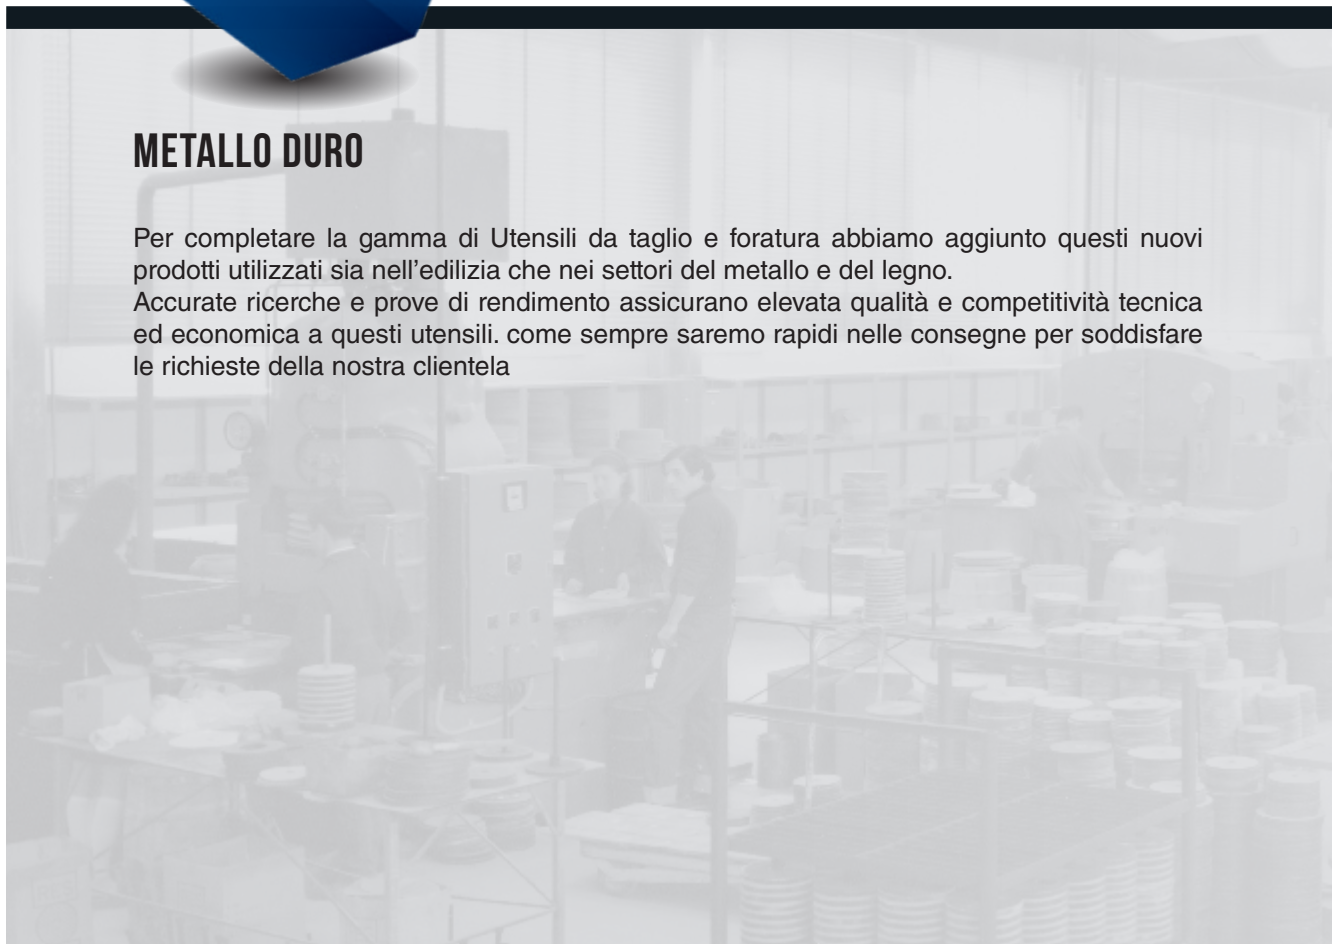 METALLO DURO
Per completare la gamma di Utensili da taglio e foratura abbiamo aggiunto questi nuovi
prodotti utilizzati sia nell’edilizia che nei settori del metallo e del legno.
Accurate ricerche e prove di rendimento assicurano elevata qualità e competitività tecnica
ed economica a questi utensili. come sempre saremo rapidi nelle consegne per soddisfare
le richieste della nostra clientela